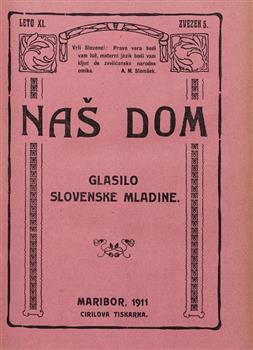 LETO XI.
ZVEZEK 5.
Vrli Slovenci! Prava vera bodi
vam luč, materni jezik bodi vam
ključ do zveličanske narodne
omike. A. M. Slomšek.
NAŠ DOM
GLASILO
SLOVENSKE MLADINE.
MARIBOR, 1911
CIRILOVA TISKARNA.